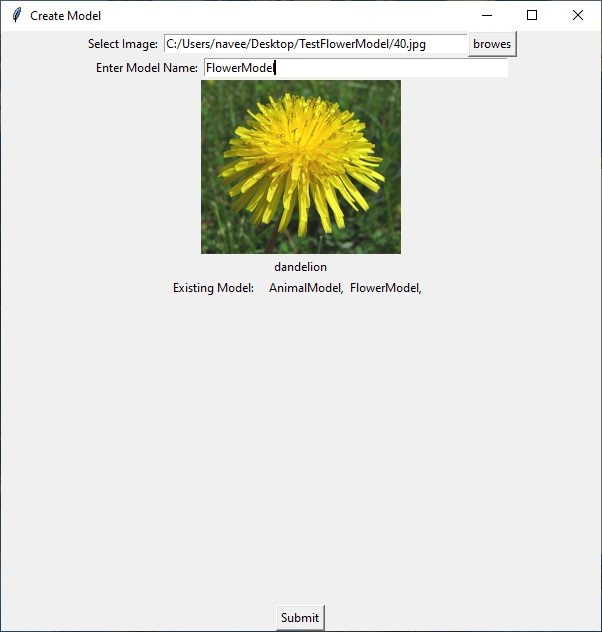 Create Model
Select Image: C:/Users/navee/Desktop/TestFlowerModel/40.jpg browes
Enter Model Name: FlowerModel
dandelion
Existing Model: AnimalModel, FlowerModel,
Submit